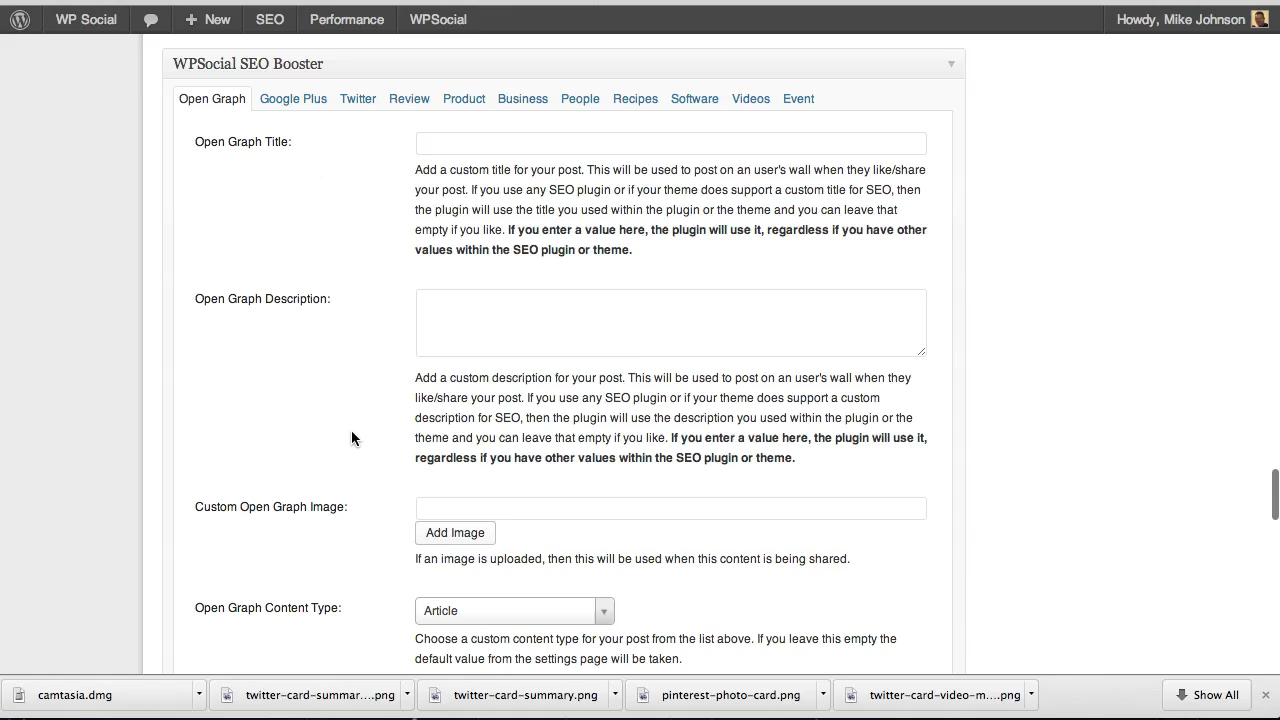 WP Social New SEO Performance WPSocial Howdy, Mike Johnson
WPSocial SEO Booster
Open Graph Google Plus Twitter Review Product Business People Recipes Software Videos Event
Open Graph Title:
Add a custom title for your post. This will be used to post on an user's wall when they like/share
your post. If you use any SEO plugin or if your theme does support a custom title for SEO, then
the plugin will use the title you used within the plugin or the theme and you can leave that
empty if you like. If you enter a value here, the plugin will use it, regardless if you have other
values within the SEO plugin or theme.
Open Graph Description:
Add a custom description for your post. This will be used to post on an user's wall when they
like/share your post. If you use any SEO plugin or if your theme does support a custom
description for SEO, then the plugin will use the description you used within the plugin or the
theme and you can leave that empty if you like. If you enter a value here, the plugin will use it,
regardless if you have other values within the SEO plugin or theme.
Custom Open Graph Image:
Add Image
If an image is uploaded, then this will be used when this content is being shared.
Open Graph Content Type: Article
Choose a custom content type for your post from the list above. If you leave this empty the
default value from the settings page will be taken.
camtasia.dmg twitter-card-summar....png twitter-card-summary.png pinterest-photo-card.png twitter-card-video-m....png Show All